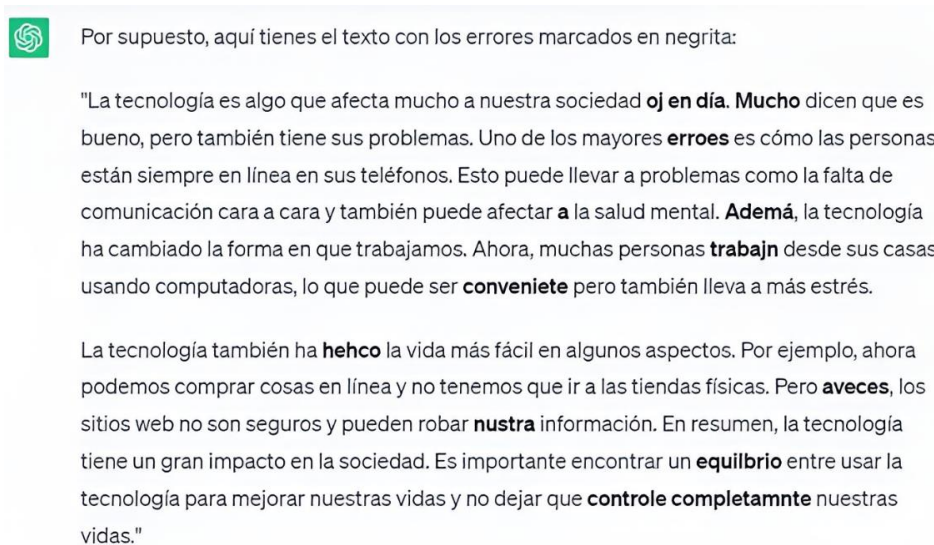 Por supuesto, aquí tienes el texto con los errores marcados en negrita:
"La tecnología es algo que afecta mucho a nuestra sociedad oj en día. Mucho dicen que es
bueno, pero también tiene sus problemas. Uno de los mayores erroes es cómo las personas
están siempre en línea en sus teléfonos. Esto puede llevar a problemas como la falta de
comunicación cara a cara y también puede afectar a la salud mental. Ademá, la tecnología
ha cambiado la forma en que trabajamos. Ahora, muchas personas trabajn desde sus casas
usando computadoras, lo que puede ser conveniete pero también lleva a más estrés.
La tecnología también ha hehco la vida más fácil en algunos aspectos. Por ejemplo, ahora
podemos comprar cosas en línea y no tenemos que ir a las tiendas físicas. Pero aveces, los
sitios web no son seguros y pueden robar nustra información. En resumen, la tecnología
tiene un gran impacto en la sociedad. Es importante encontrar un equilbrio entre usar la
tecnología para mejorar nuestras vidas y no dejar que controle completamnte nuestras
vidas."